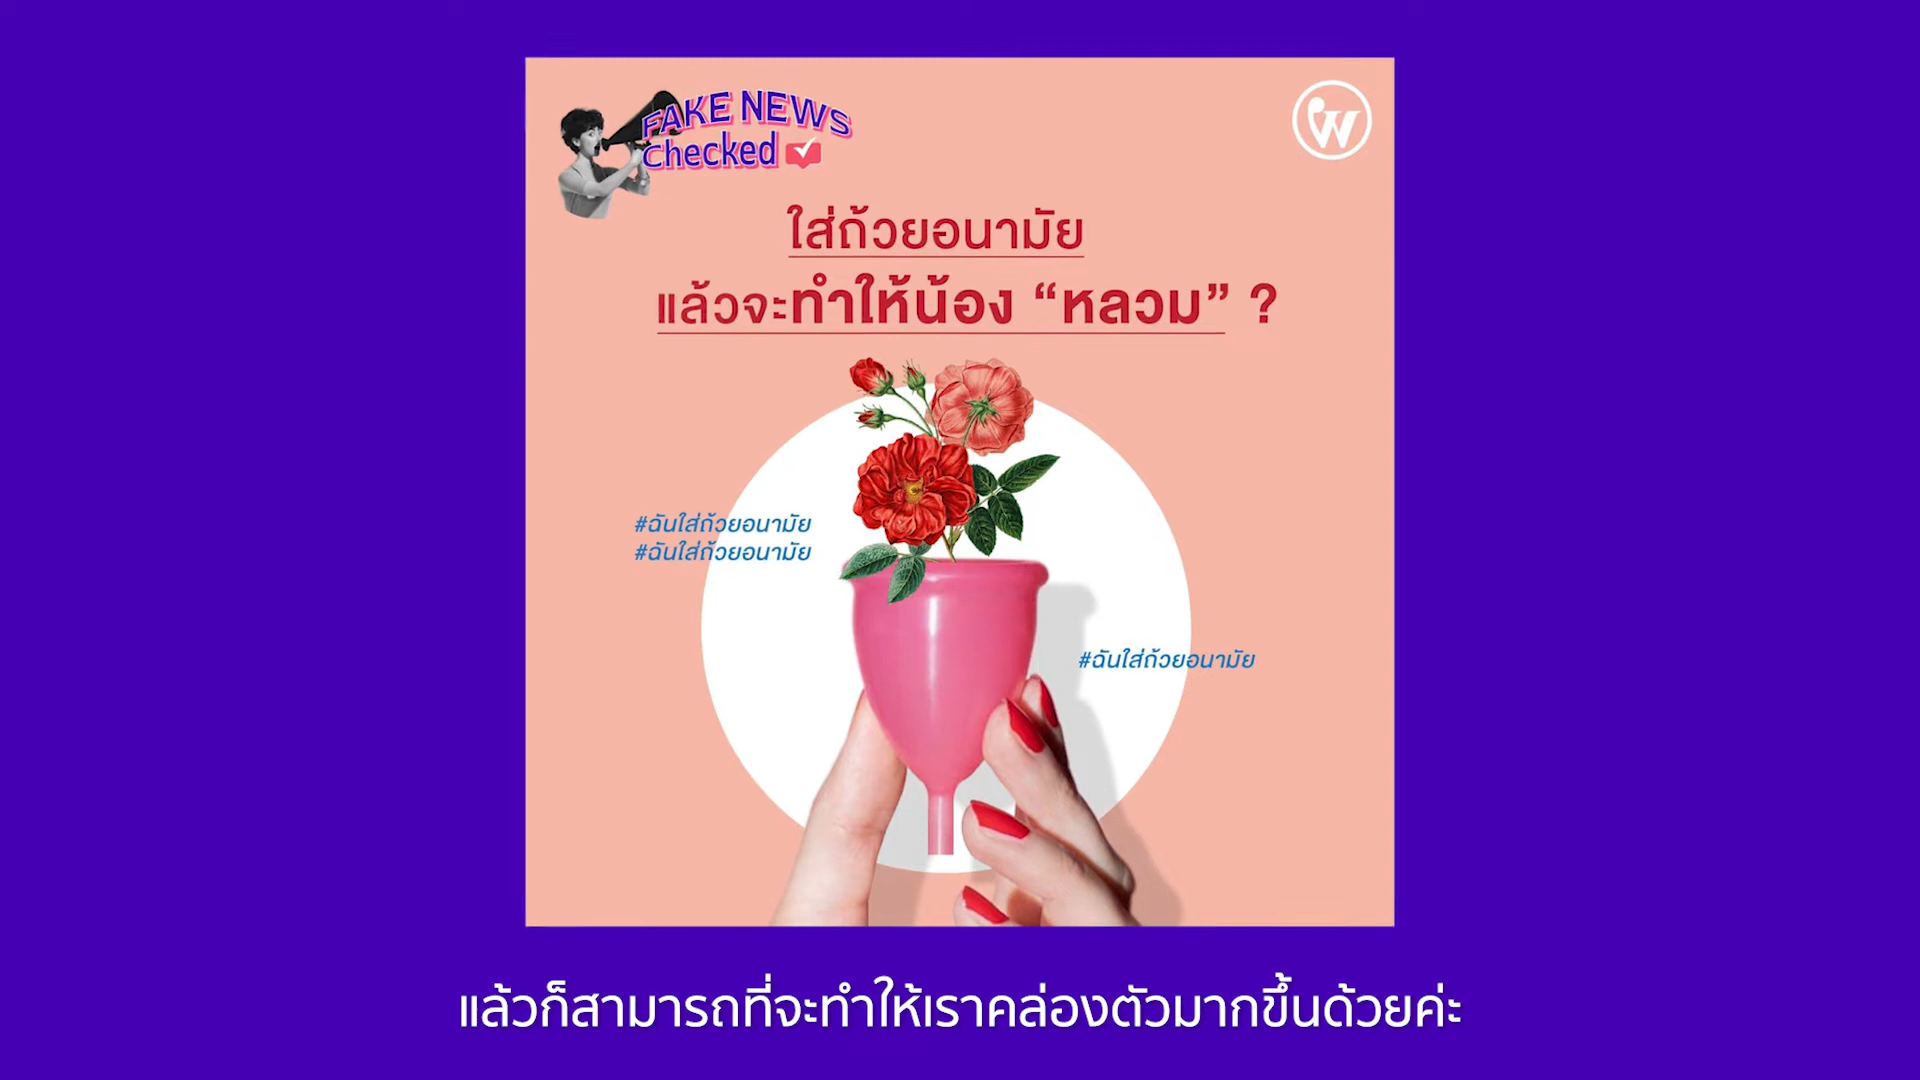 FAKE NEWS
Checked
W
ใส่ถ้วยอนามัย
แล้วจะทำให้น้อง “หลวม” ?
#ฉันใส่ถ้วยอนามัย
#ฉันใส่ถ้วยอนามัย
#ฉันใส่ถ้วยอนามัย
แล้วก็สามารถที่จะทำให้เราคล่องตัวมากขึ้นด้วยค่ะ